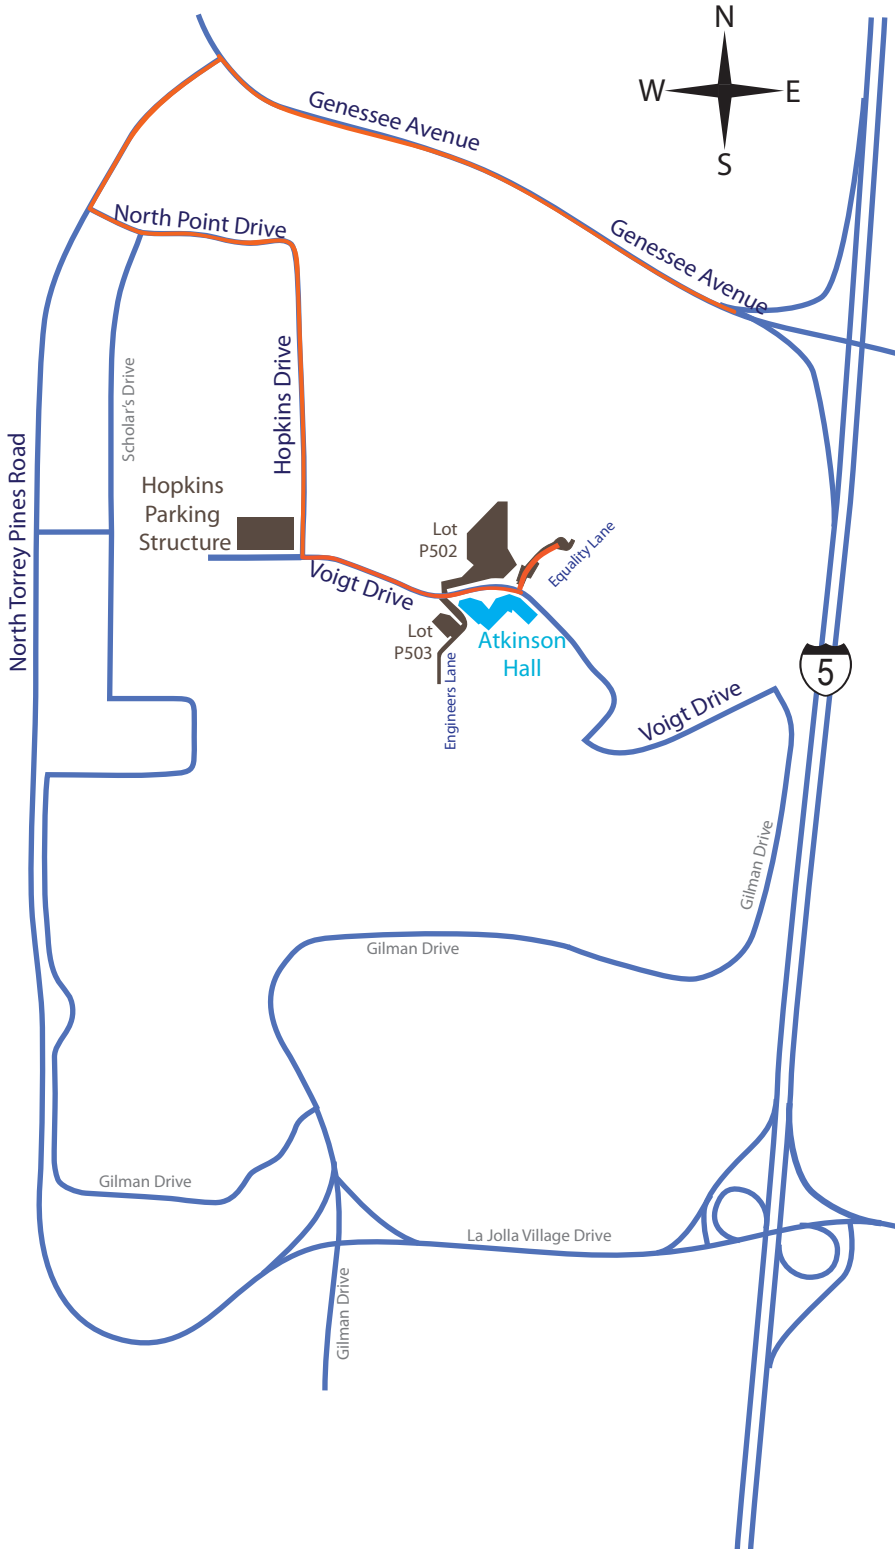 N
W
E
S
Genessee Avenue
North Point Drive
Genessee Avenue
Scholar's Drive
Hopkins Drive
North Torrey Pines Road
Hopkins
Parking
Structure
Lot
P502
Equality Lane
Voigt Drive
Lot
P503
Atkinson
Hall
Engineers Lane
5
Voigt Drive
Gilman Drive
Gilman Drive
Gilman Drive
La Jolla Village Drive
Gilman Drive